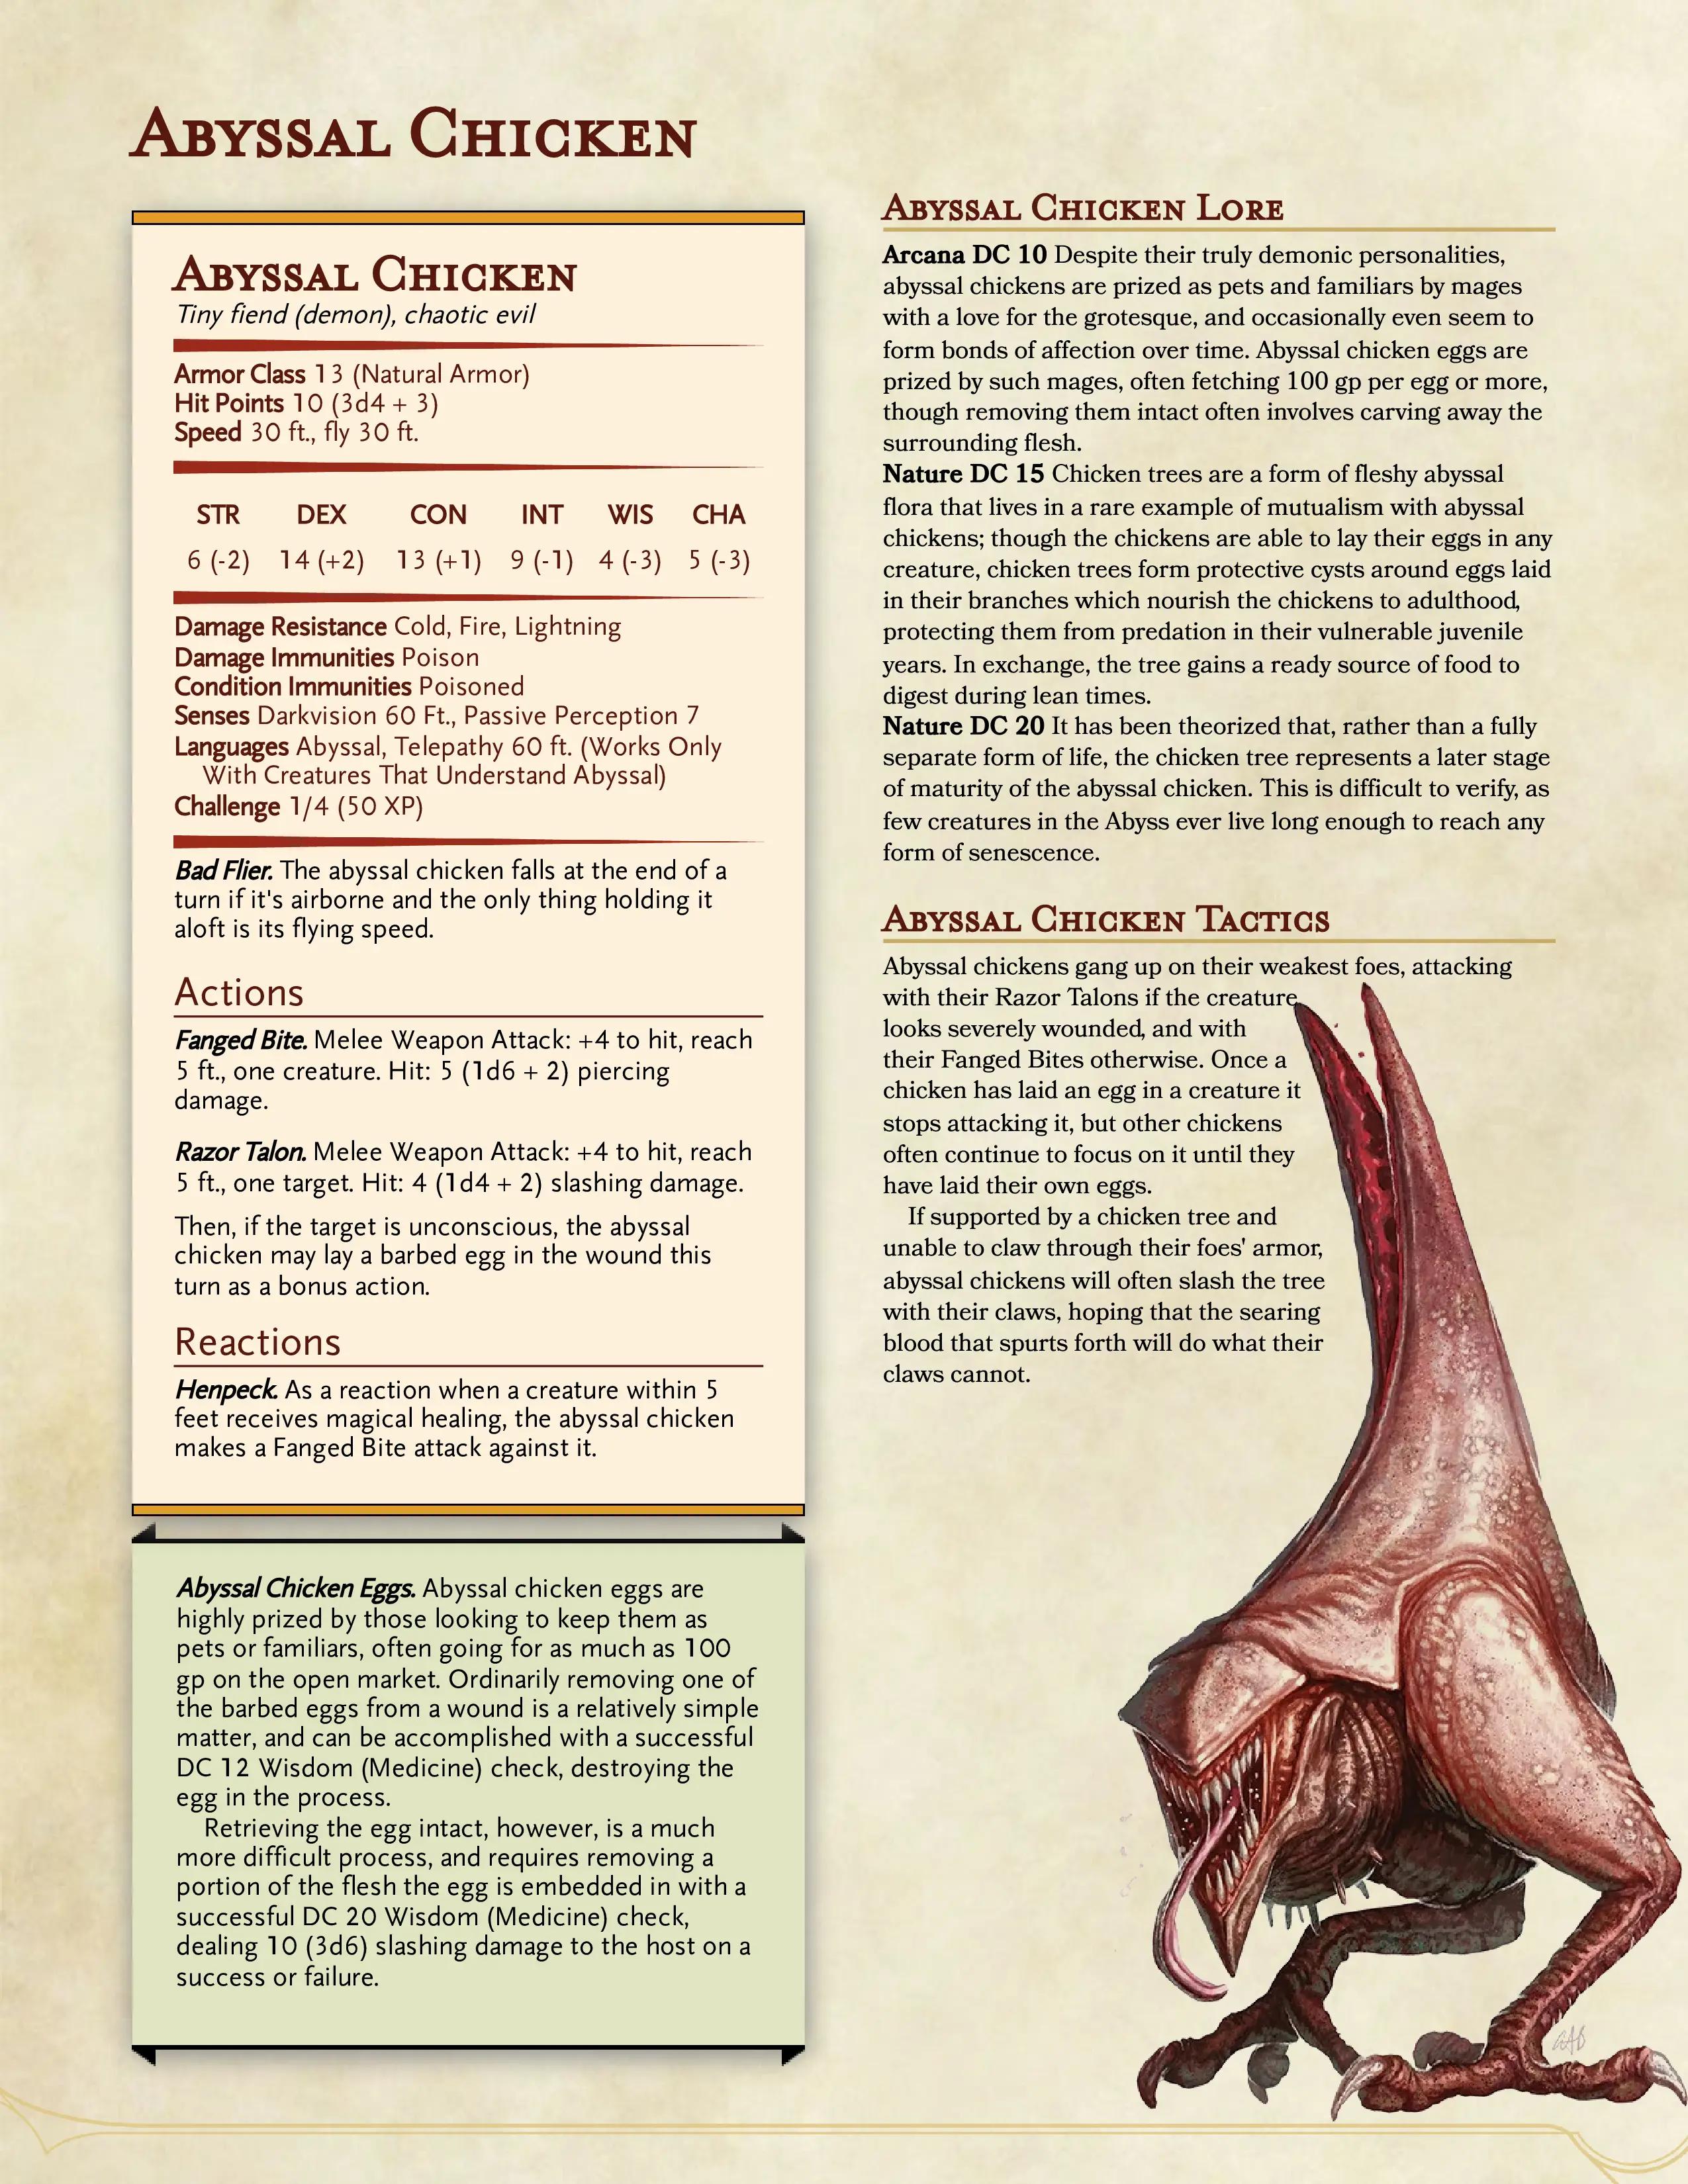 Abyssal Chicken
Abyssal Chicken
Tiny fiend (demon), chaotic evil
Armor Class 13 (Natural Armor)
Hit Points 10 (3d4 + 3)
Speed 30 ft., fly 30 ft.
STR DEX CON INT WIS CHA
6 (-2) 14 (+2) 13 (+1) 9 (-1) 4 (-3) 5 (-3)
Damage Resistance Cold, Fire, Lightning
Damage Immunities Poison
Condition Immunities Poisoned
Senses Darkvision 60 Ft., Passive Perception 7
Languages Abyssal, Telepathy 60 ft. (Works Only
With Creatures That Understand Abyssal)
Challenge 1/4 (50 XP)
Bad Flier. The abyssal chicken falls at the end of a
turn if it's airborne and the only thing holding it
aloft is its flying speed.
Actions
Fanged Bite. Melee Weapon Attack: +4 to hit, reach
5 ft., one creature. Hit: 5 (1d6 + 2) piercing
damage.
Razor Talon. Melee Weapon Attack: +4 to hit, reach
5 ft., one target. Hit: 4 (1d4 + 2) slashing damage.
Then, if the target is unconscious, the abyssal
chicken may lay a barbed egg in the wound this
turn as a bonus action.
Reactions
Henpeck. As a reaction when a creature within 5
feet receives magical healing, the abyssal chicken
makes a Fanged Bite attack against it.
Abyssal Chicken Eggs. Abyssal chicken eggs are
highly prized by those looking to keep them as
pets or familiars, often going for as much as 100
gp on the open market. Ordinarily removing one of
the barbed eggs from a wound is a relatively simple
matter, and can be accomplished with a successful
DC 12 Wisdom (Medicine) check, destroying the
egg in the process.
Retrieving the egg intact, however, is a much
more difficult process, and requires removing a
portion of the flesh the egg is embedded in with a
successful DC 20 Wisdom (Medicine) check,
dealing 10 (3d6) slashing damage to the host on a
success or failure.
Abyssal Chicken Lore
Arcana DC 10 Despite their truly demonic personalities,
abyssal chickens are prized as pets and familiars by mages
with a love for the grotesque, and occasionally even seem to
form bonds of affection over time. Abyssal chicken eggs are
prized by such mages, often fetching 100 gp per egg or more,
though removing them intact often involves carving away the
surrounding flesh.
Nature DC 15 Chicken trees are a form of fleshy abyssal
flora that lives in a rare example of mutualism with abyssal
chickens; though the chickens are able to lay their eggs in any
creature, chicken trees form protective cysts around eggs laid
in their branches which nourish the chickens to adulthood,
protecting them from predation in their vulnerable juvenile
years. In exchange, the tree gains a ready source of food to
digest during lean times.
Nature DC 20 It has been theorized that, rather than a fully
separate form of life, the chicken tree represents a later stage
of maturity of the abyssal chicken. This is difficult to verify, as
few creatures in the Abyss ever live long enough to reach any
form of senescence.
Abyssal Chicken Tactics
Abyssal chickens gang up on their weakest foes, attacking
with their Razor Talons if the creature
looks severely wounded, and with
their Fanged Bites otherwise. Once a
chicken has laid an egg in a creature it
stops attacking it, but other chickens
often continue to focus on it until they
have laid their own eggs.
If supported by a chicken tree and
unable to claw through their foes' armor,
abyssal chickens will often slash the tree
with their claws, hoping that the searing
blood that spurts forth will do what their
claws cannot.